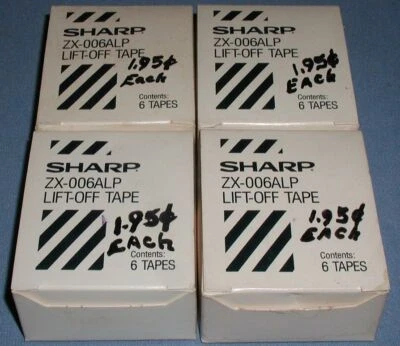 SHARP
ZX-006ALP
LIFT-OFF TAPE
1.95¢
Each
Contents:
6 TAPES
SHARP
ZX-006ALP
LIFT-OFF TAPE
1.95¢
EACH
Contents:
6 TAPES
SHARP
ZX-006ALP
LIFT-OFF TAPE
1.95¢
EACH
Contents:
6 TAPES
SHARP
ZX-006ALP
LIFT-OFF TAPE
1.95¢
EACH
Contents:
6 TAPES